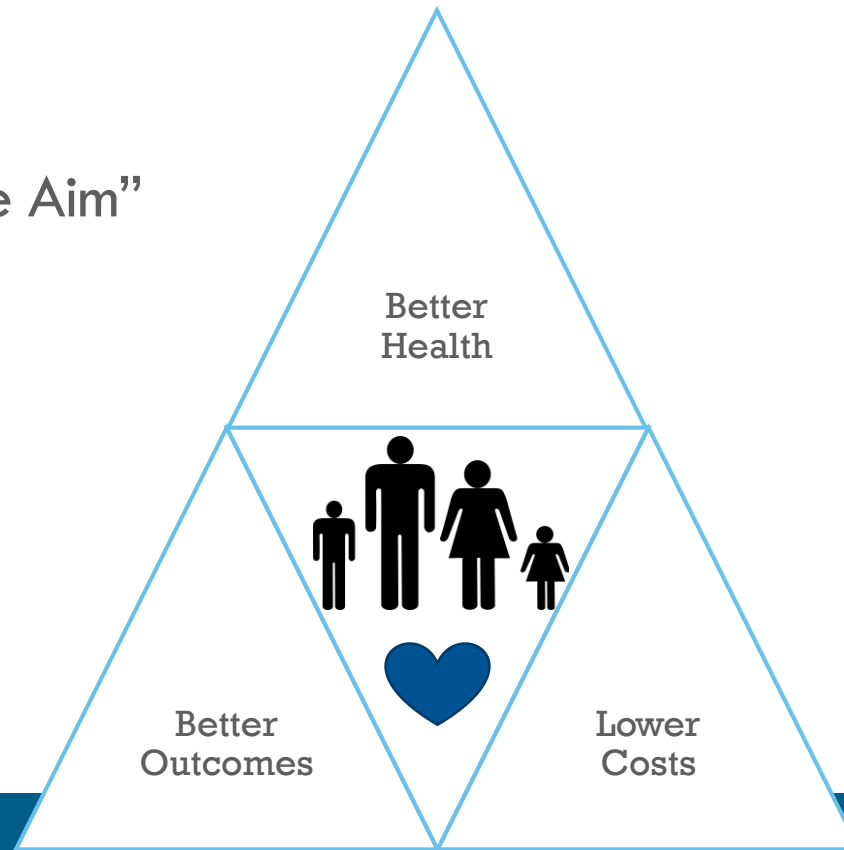 e Aim”
Better
Health
Better
Outcomes
Lower
Costs